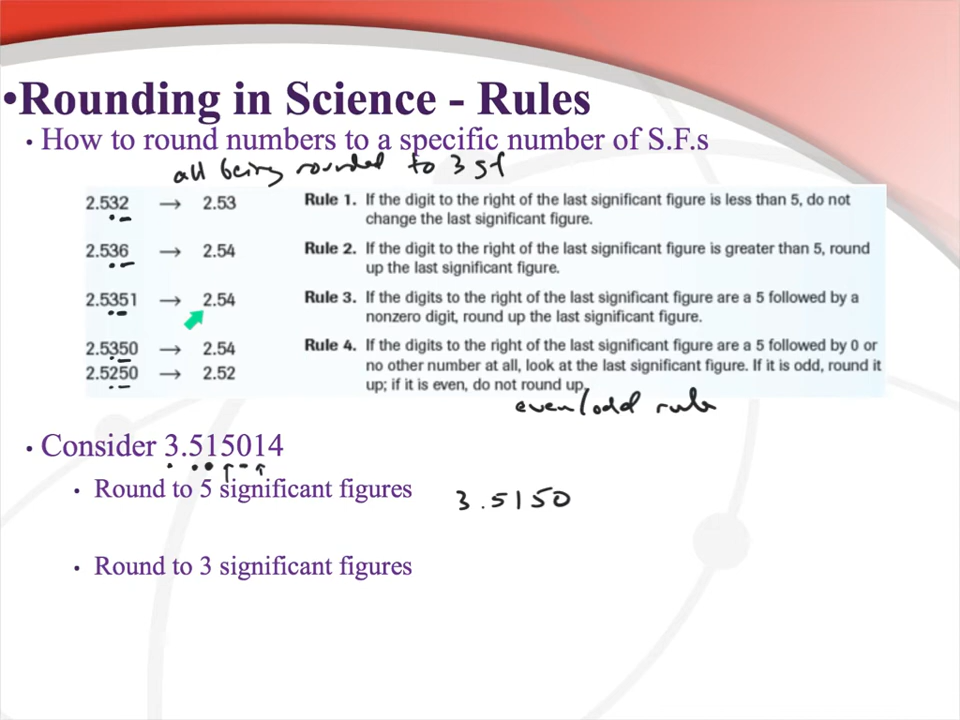 •Rounding in Science - Rules
• How to round numbers to a specific number of S.F.s
all being rounded to 3 sf
2.532 → 2.53 Rule 1. If the digit to the right of the last significant figure is less than 5, do not
change the last significant figure.
2.536 → 2.54 Rule 2. If the digit to the right of the last significant figure is greater than 5, round
up the last significant figure.
2.5351 → 2.54 Rule 3. If the digits to the right of the last significant figure are a 5 followed by a
nonzero digit, round up the last significant figure.
2.5350 → 2.54 Rule 4. If the digits to the right of the last significant figure are a 5 followed by 0 or
2.5250 → 2.52 no other number at all, look at the last significant figure. If it is odd, round it
up; if it is even, do not round up.
even/odd rule
• Consider 3.515014
• Round to 5 significant figures 3.5150
• Round to 3 significant figures